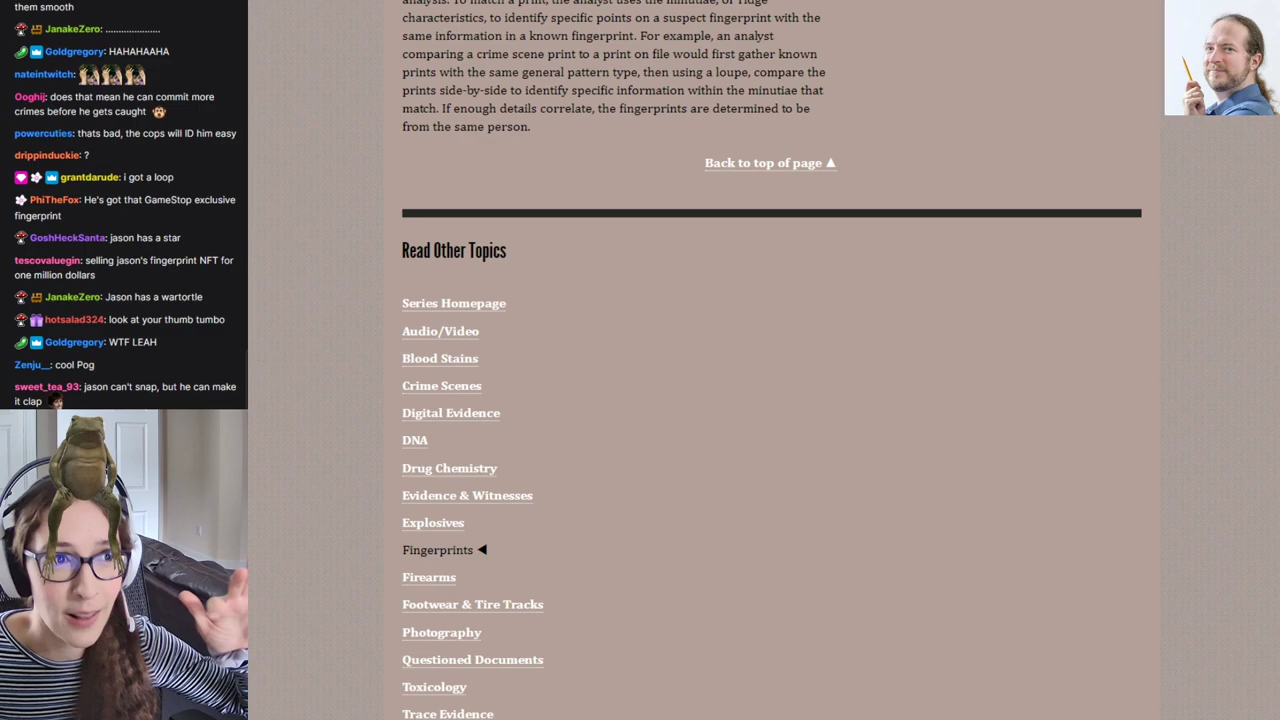 them smooth
JanakeZero: ....................
Goldgregory: HAHAHAAHA
nateintwitch:
Ooghij: does that mean he can commit more
crimes before he gets caught
powercuties: thats bad, the cops will ID him easy
drippinduckie: ?
grantdarude: i got a loop
PhiTheFox: He's got that GameStop exclusive
fingerprint
GoshHeckSanta: jason has a star
tescovaluegin: selling jason's fingerprint NFT for
one million dollars
JanakeZero: Jason has a wartortle
hotsalad324: look at your thumb tumbo
Goldgregory: WTF LEAH
Zenju__: cool Pog
sweet_tea_93: jason can't snap, but he can make
it clap
analysis. To match a print, the analyst uses the minutiae, or ridge
characteristics, to identify specific points on a suspect fingerprint with the
same information in a known fingerprint. For example, an analyst
comparing a crime scene print to a print on file would first gather known
prints with the same general pattern type, then using a loupe, compare the
prints side-by-side to identify specific information within the minutiae that
match. If enough details correlate, the fingerprints are determined to be
from the same person.
Back to top of page ▲
Read Other Topics
Series Homepage
Audio/Video
Blood Stains
Crime Scenes
Digital Evidence
DNA
Drug Chemistry
Evidence & Witnesses
Explosives
Fingerprints ◀
Firearms
Footwear & Tire Tracks
Photography
Questioned Documents
Toxicology
Trace Evidence